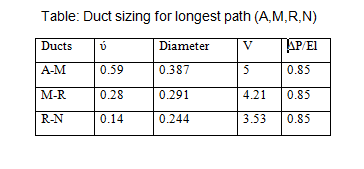 Table: Duct sizing for longest path (A,M,R,N)
Ducts ύ Diameter V ΔP/El
A-M 0.59 0.387 5 0.85
M-R 0.28 0.291 4.21 0.85
R-N 0.14 0.244 3.53 0.85